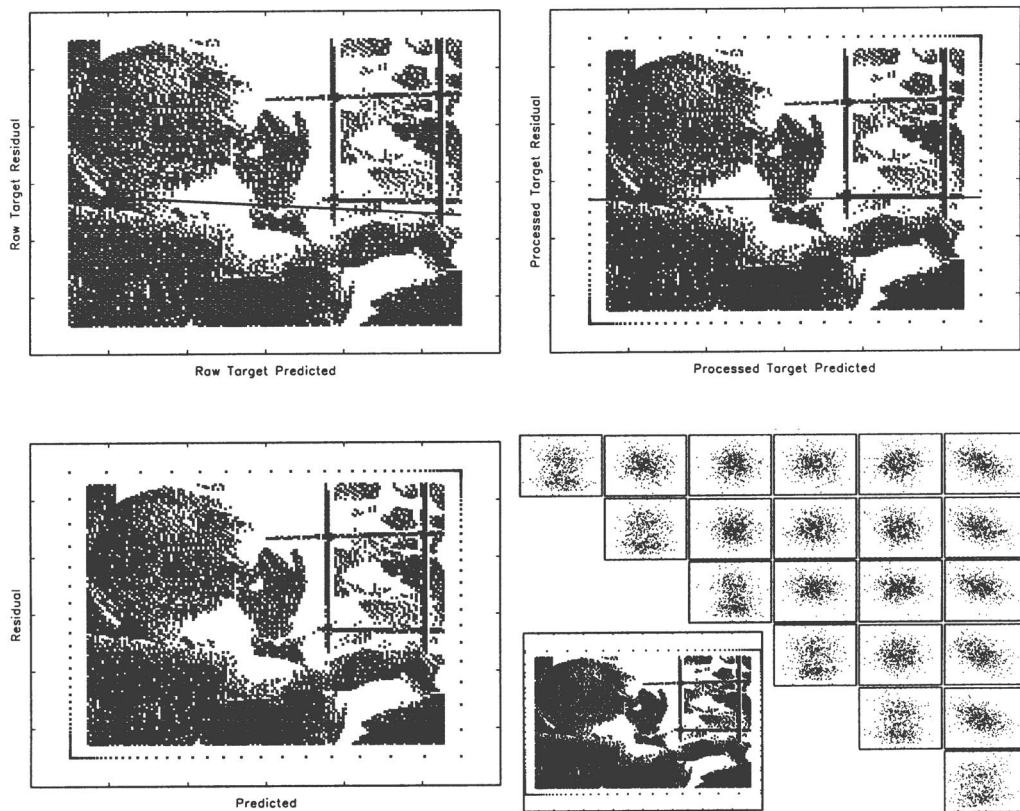 Raw Target Residual
Raw Target Predicted
Processed Target Residual
Processed Target Predicted
Residual
Predicted